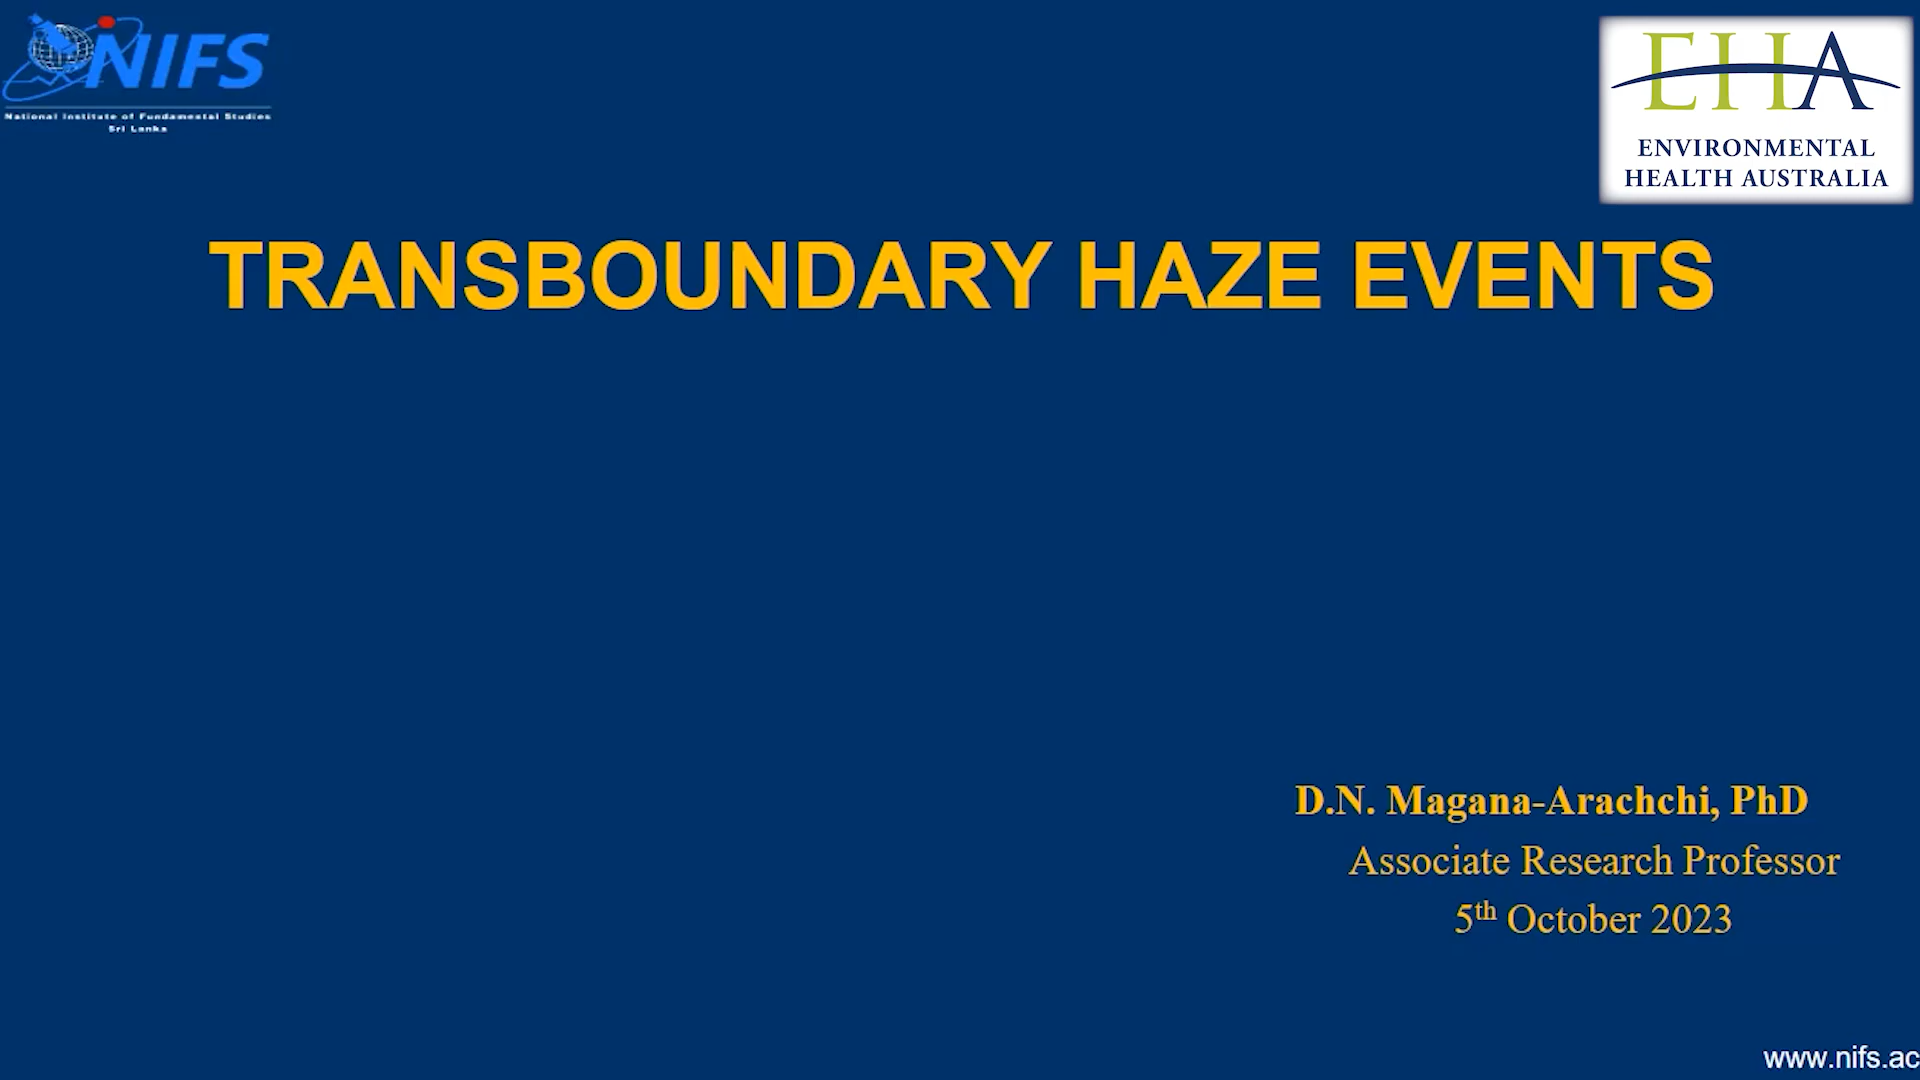 NIFS
National Institute of Fundamental Studies
Sri Lanka
EHA
ENVIRONMENTAL
HEALTH AUSTRALIA
TRANSBOUNDARY HAZE EVENTS
D.N. Magana-Arachchi, PhD
Associate Research Professor
5th October 2023
www.nifs.ac